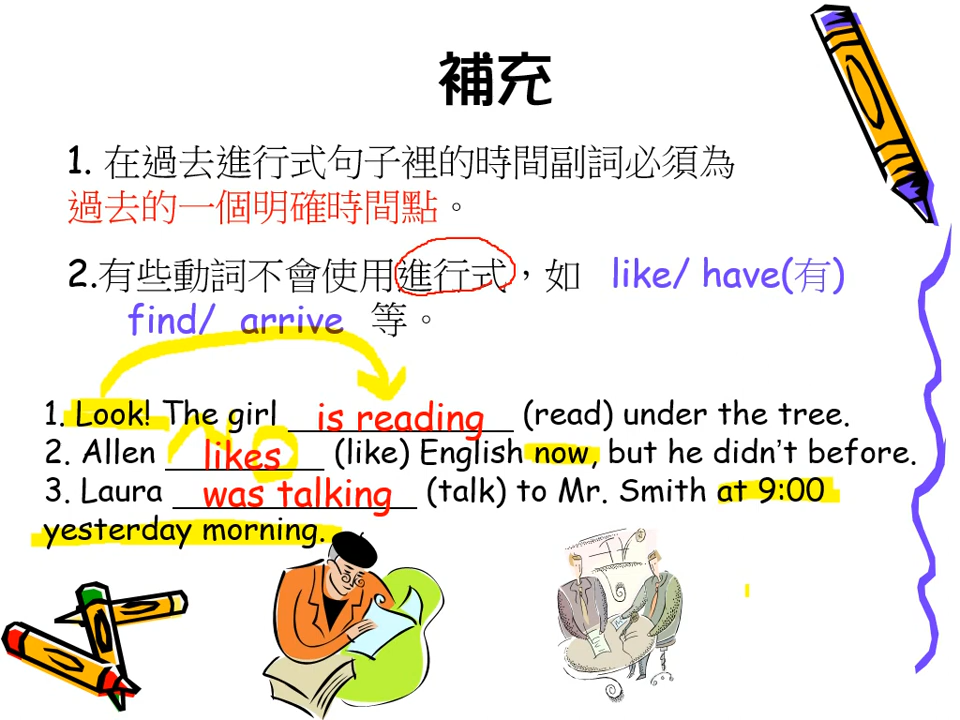 補充
1. 在過去進行式句子裡的時間副詞必須為
過去的一個明確時間點。
2.有些動詞不會使用進行式，如 like/ have(有)
find/ arrive 等。
1. Look! The girl ______________ is reading (read) under the tree.
2. Allen __________ likes (like) English now, but he didn’t before.
3. Laura _______________ was talking (talk) to Mr. Smith at 9:00
yesterday morning.